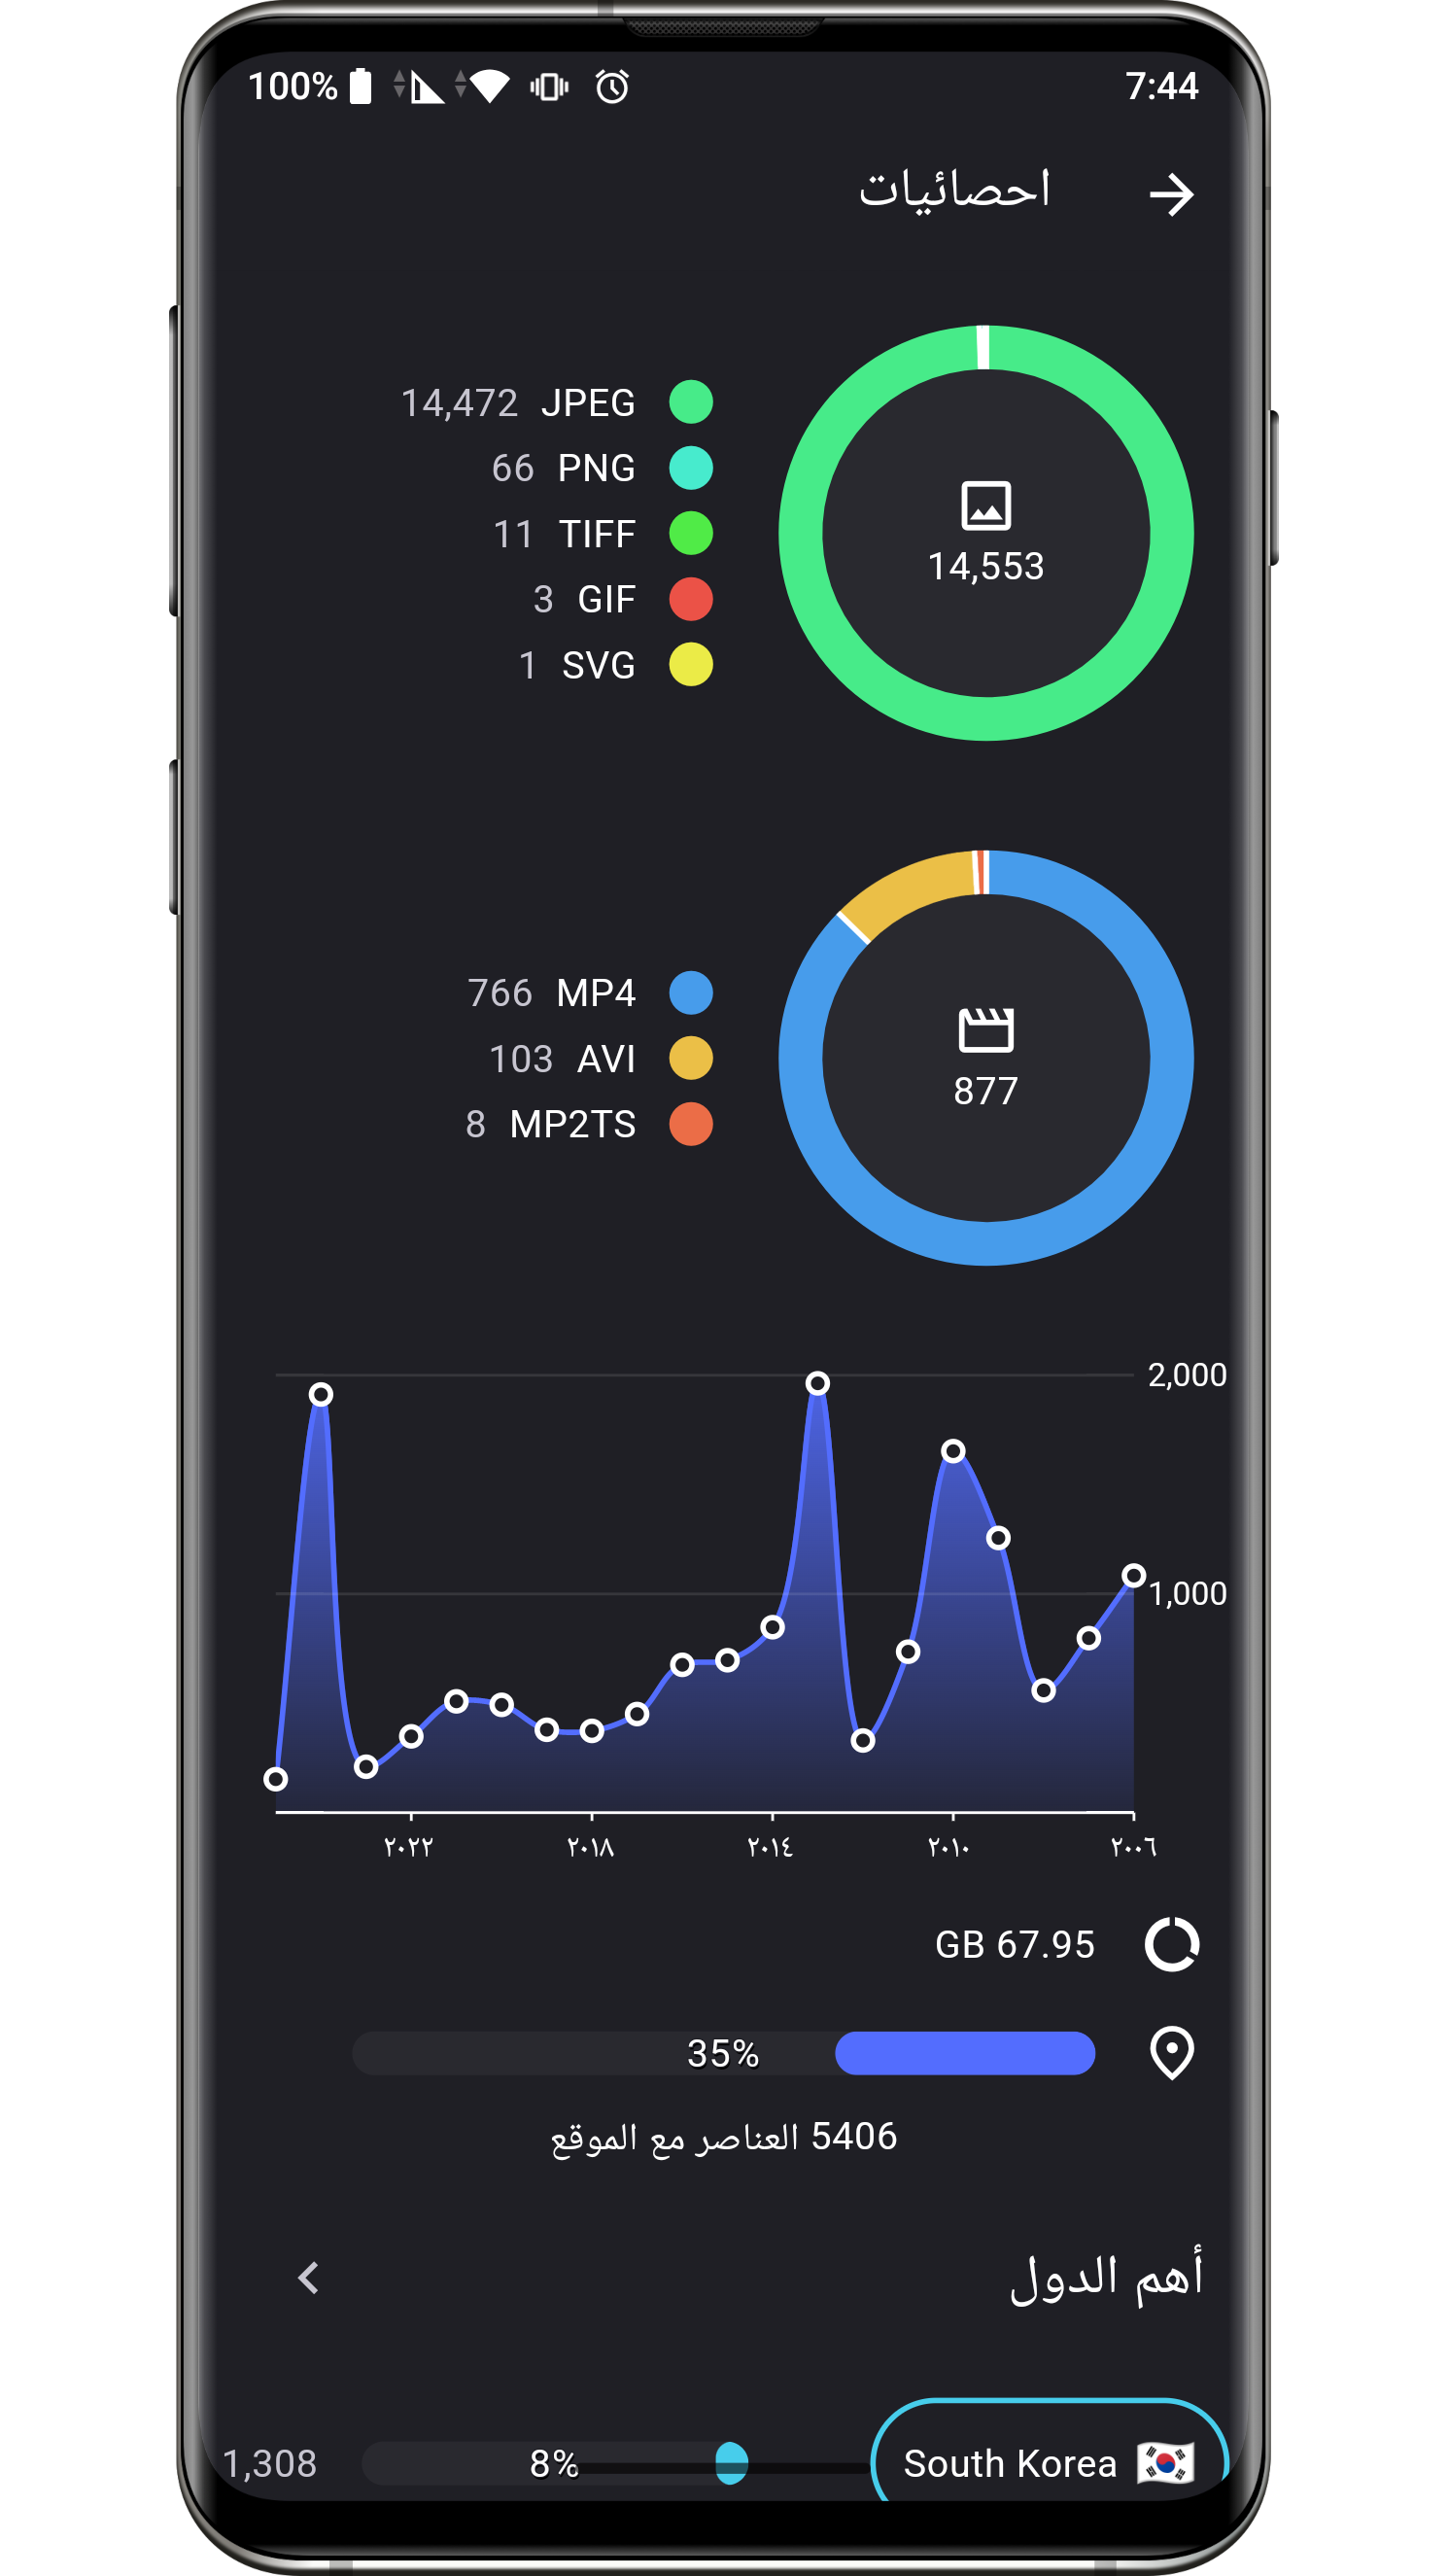 100% 7:44
احصائيات
JPEG 14,472
PNG 66
TIFF 11
GIF 3
SVG 1
14,553
MP4 766
AVI 103
MP2TS 8
877
2,000
1,000
٢٠٠٦ ٢٠١٠ ٢٠١٤ ٢٠١٨ ٢٠٢٢
GB 67.95
35%
5406 العناصر مع الموقع
أهم الدول
South Korea 8% 1,308